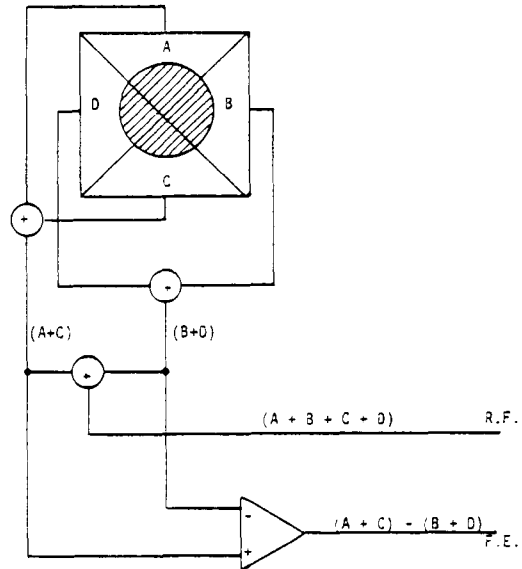 A
D B
C
+
+
(A+C) (B+D)
+
(A + B + C + D) R.F.
-
+
(A + C) - (B + D)
F.E.